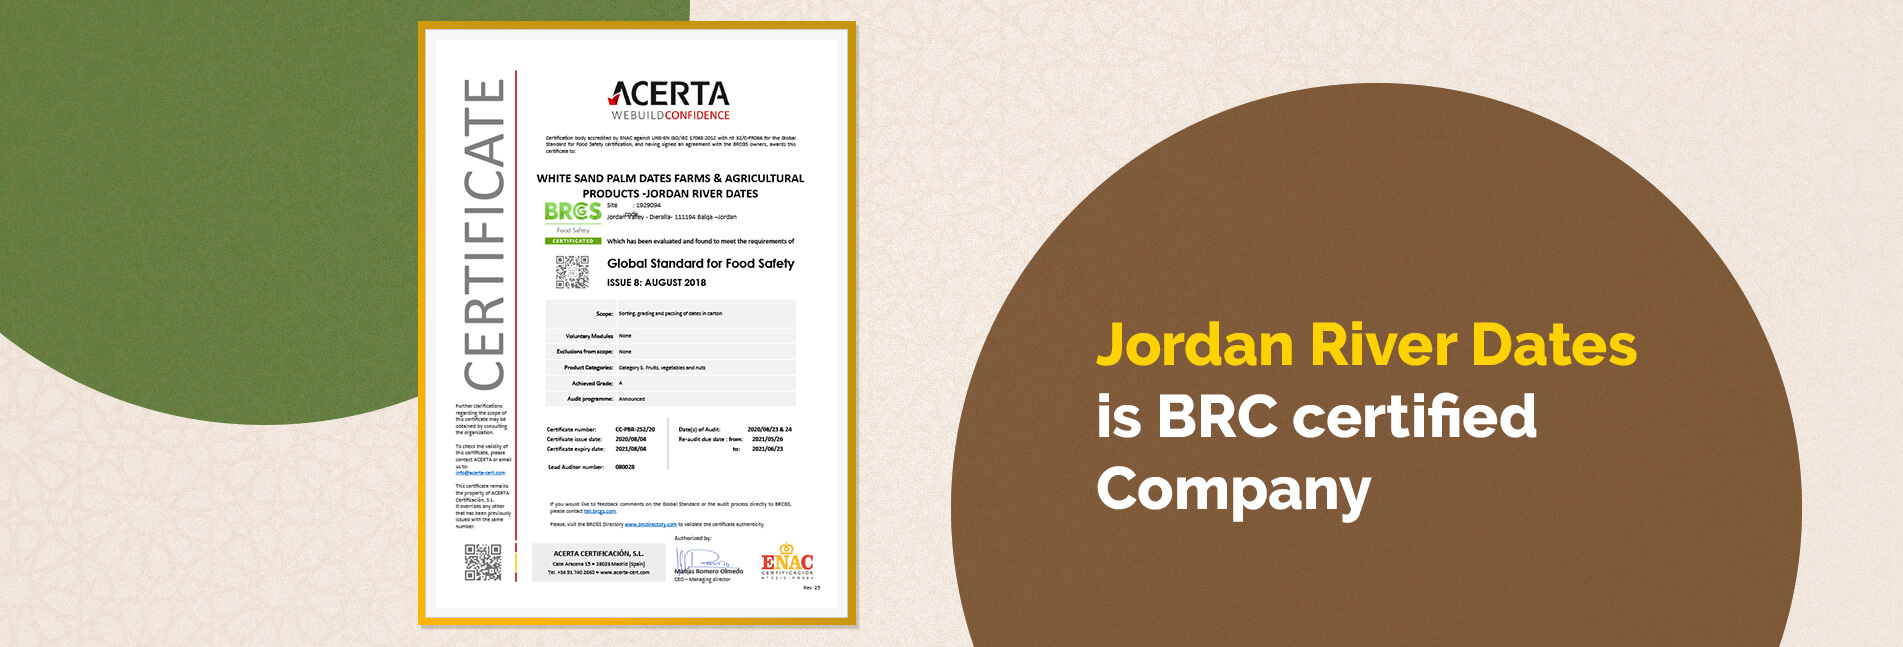 CERTIFICATE
ACERTA
WEBUILDCONFIDENCE
Certification body accredited by ENAC against UNE-EN ISO/IEC 17065:2012 with nº 52/C-PR066 for the Global
Standard for Food Safety certification, and having signed an agreement with the BRCGS owners, awards this
certificate to:
WHITE SAND PALM DATES FARMS & AGRICULTURAL
PRODUCTS -JORDAN RIVER DATES
BRCGS
Food Safety
CERTIFICATED
Site code : 1929094
Jordan Valley - Dieralla- 111194 Balqa –Jordan
Which has been evaluated and found to meet the requirements of
Global Standard for Food Safety
ISSUE 8: AUGUST 2018
Scope: Sorting, grading and packing of dates in carton
Voluntary Modules None
Exclusions from scope: None
Product Categories: Category 5. Fruits, vegetables and nuts
Achieved Grade: A
Audit programme: Announced
Certificate number: CC-PBR-252/20
Certificate issue date: 2020/08/04
Certificate expiry date: 2021/08/04
Lead Auditor number: 080028
Date(s) of Audit: 2020/06/23 & 24
Re-audit due date : from: 2021/05/26
to: 2021/06/23
If you would like to feedback comments on the Global Standard or the audit process directly to BRCGS,
please contact tell.brcgs.com.
Please, visit the BRCGS Directory www.brcdirectory.com to validate the certificate authenticity.
Further clarifications
regarding the scope of
this certificate may be
obtained by consulting
the organization.
To check the validity of
this certificate, please
contact ACERTA or email
us to:
info@acerta-cert.com
This certificate remains
the property of ACERTA
Certificación, S.L.
It overrides any other
that has been previously
issued with the same
number.
ACERTA CERTIFICACIÓN, S.L.
Calle Aracena 15 • 28023 Madrid (Spain)
Tel. +34 91 740 2660 • www.acerta-cert.com
Authorized by:
Matías Romero Olmedo
CEO – Managing director
ENAC
CERTIFICACIÓN
Rev. 25
Jordan River Dates
is BRC certified
Company